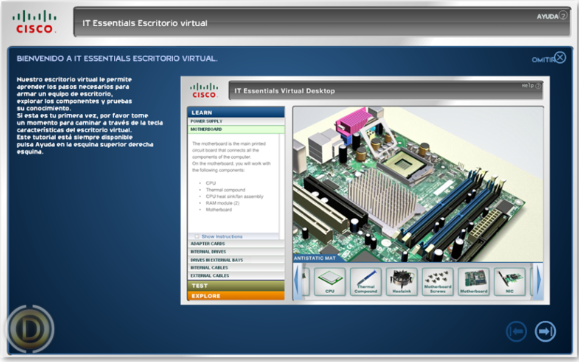 CISCO
IT Essentials Escritorio virtual
AYUDA?
BIENVENIDO A IT ESSENTIALS ESCRITORIO VIRTUAL.
OMITIR
Nuestro escritorio virtual le permite
aprender los pasos necesarios para
armar un equipo de escritorio,
explorar los componentes y pruebas
su conocimiento.
Si esta es tu primera vez, por favor tome
un momento para caminar a través de la tecla
características del escritorio virtual.
Este tutorial está siempre disponible
pulsa Ayuda en la esquina superior derecha
esquina.
CISCO
IT Essentials Virtual Desktop
HELP?
LEARN
POWER SUPPLY
MOTHERBOARD
The motherboard is the main printed
circuit board that connects all the
components of the computer.
On the motherboard, you will work with
the following components:
• CPU
• Thermal compound
• CPU heat sink/fan assembly
• RAM module (2)
• Motherboard
Show Instructions
ADAPTER CARDS
INTERNAL DRIVES
DRIVES IN EXTERNAL BAYS
INTERNAL CABLES
EXTERNAL CABLES
TEST
EXPLORE
ANTISTATIC MAT
CPU
Thermal
Compound
Heatsink
Motherboard
Screws
Motherboard
NIC
D